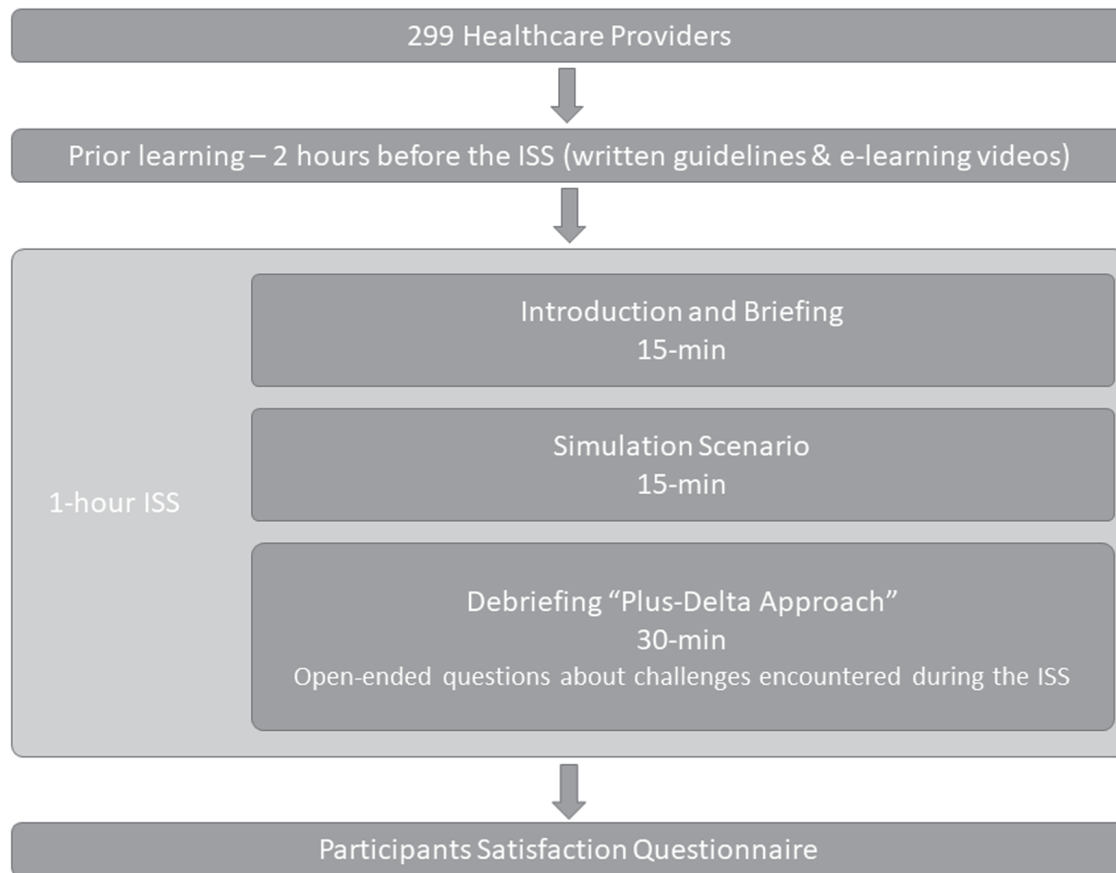 299 Healthcare Providers
Prior learning – 2 hours before the ISS (written guidelines & e-learning videos)
1-hour ISS
Introduction and Briefing
15-min
Simulation Scenario
15-min
Debriefing “Plus-Delta Approach”
30-min
Open-ended questions about challenges encountered during the ISS
Participants Satisfaction Questionnaire